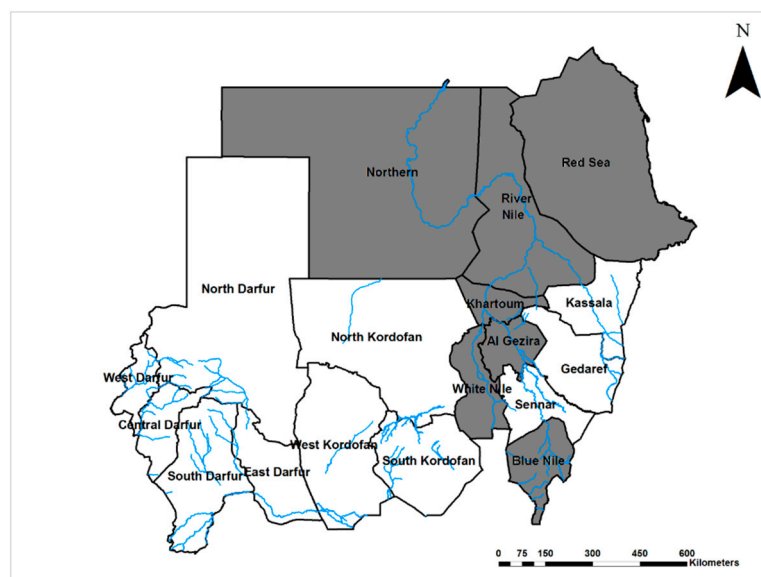 N
Northern
Red Sea
River
Nile
North Darfur
Kassala
Khartoum
North Kordofan
Al Gezira
Gedaref
West Darfur
White Nile
Sennar
Central Darfur
West Kordofan
South Kordofan
Blue Nile
South Darfur
East Darfur
0 75 150 300 450 600
Kilometers